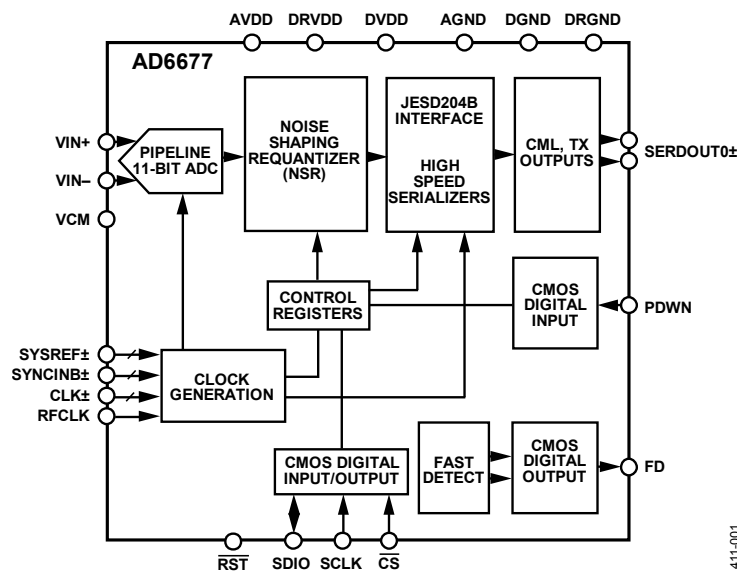 AVDD DRVDD DVDD AGND DGND DRGND
AD6677
VIN+
VIN–
VCM
PIPELINE
11-BIT ADC
NOISE
SHAPING
REQUANTIZER
(NSR)
JESD204B
INTERFACE
HIGH
SPEED
SERIALIZERS
CML, TX
OUTPUTS
SERDOUT0±
CONTROL
REGISTERS
CMOS
DIGITAL
INPUT
PDWN
SYSREF±
SYNCINB±
CLK±
RFCLK
CLOCK
GENERATION
CMOS DIGITAL
INPUT/OUTPUT
FAST
DETECT
CMOS
DIGITAL
OUTPUT
FD
RST SDIO SCLK CS
411-001